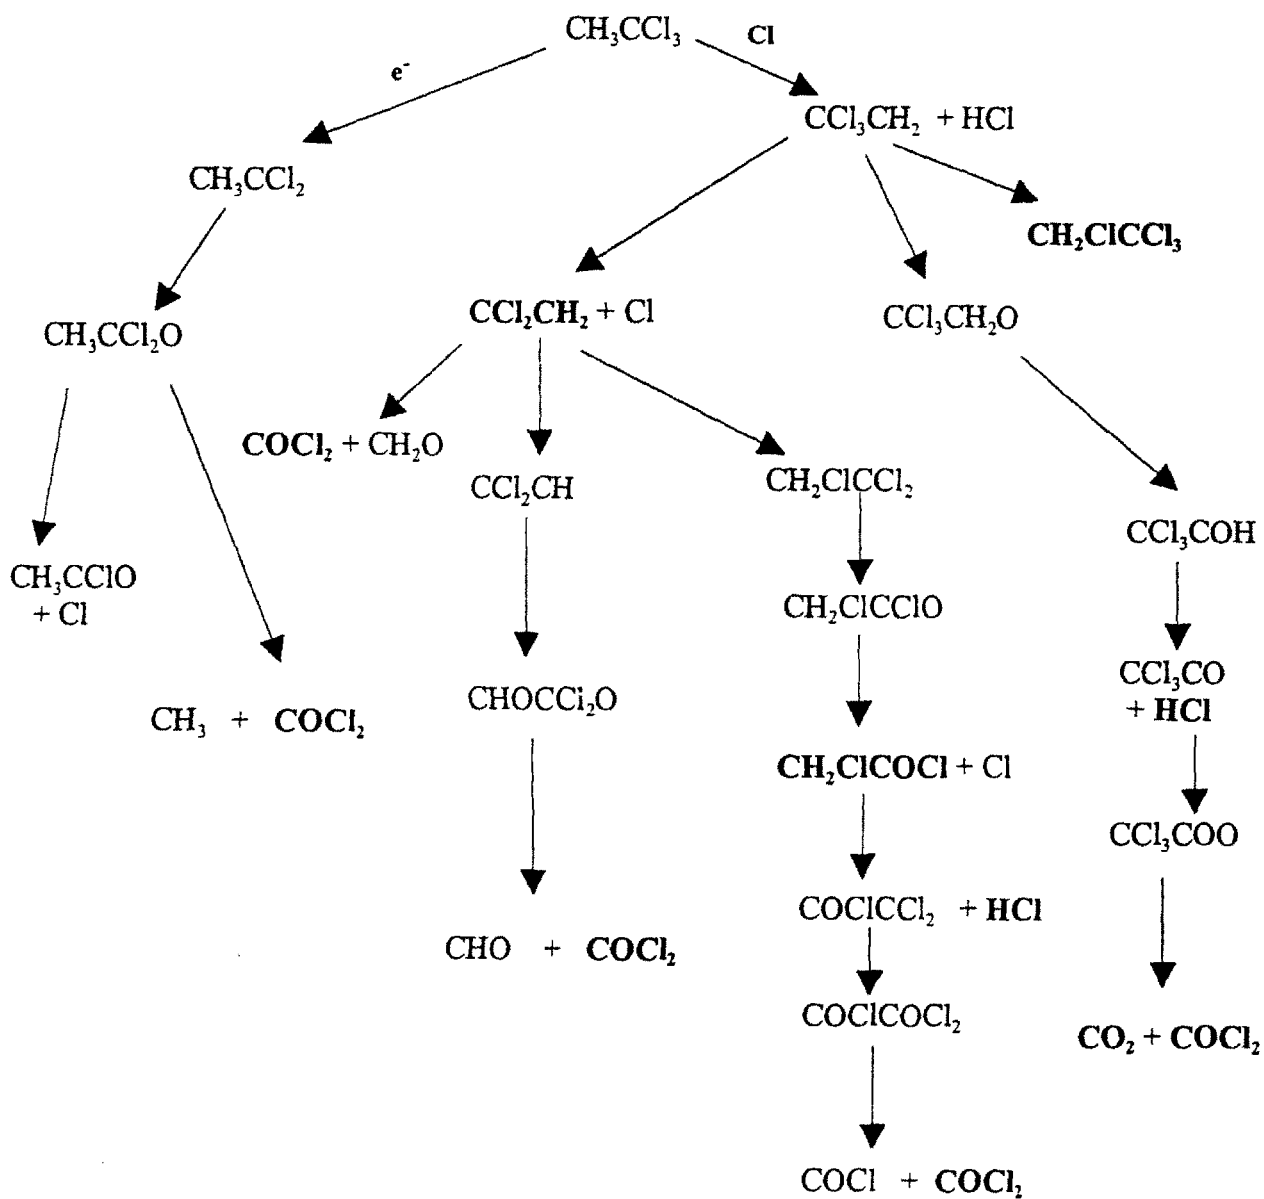 CH₃CCl₃
Cl
e⁻
CCl₃CH₂ + HCl
CH₃CCl₂
CH₂ClCCl₃
CH₃CCl₂O
CCl₂CH₂ + Cl
CCl₃CH₂O
COCl₂ + CH₂O
CCl₂CH
CH₂ClCCl₂
CCl₃COH
CH₃CClO
+ Cl
CH₂ClCClO
CCl₃CO
+ HCl
CHOCCi₂O
CH₃ + COCl₂
CH₂ClCOCl + Cl
CCl₃COO
COClCCl₂ + HCl
CHO + COCl₂
COClCOCl₂
CO₂ + COCl₂
COCl + COCl₂